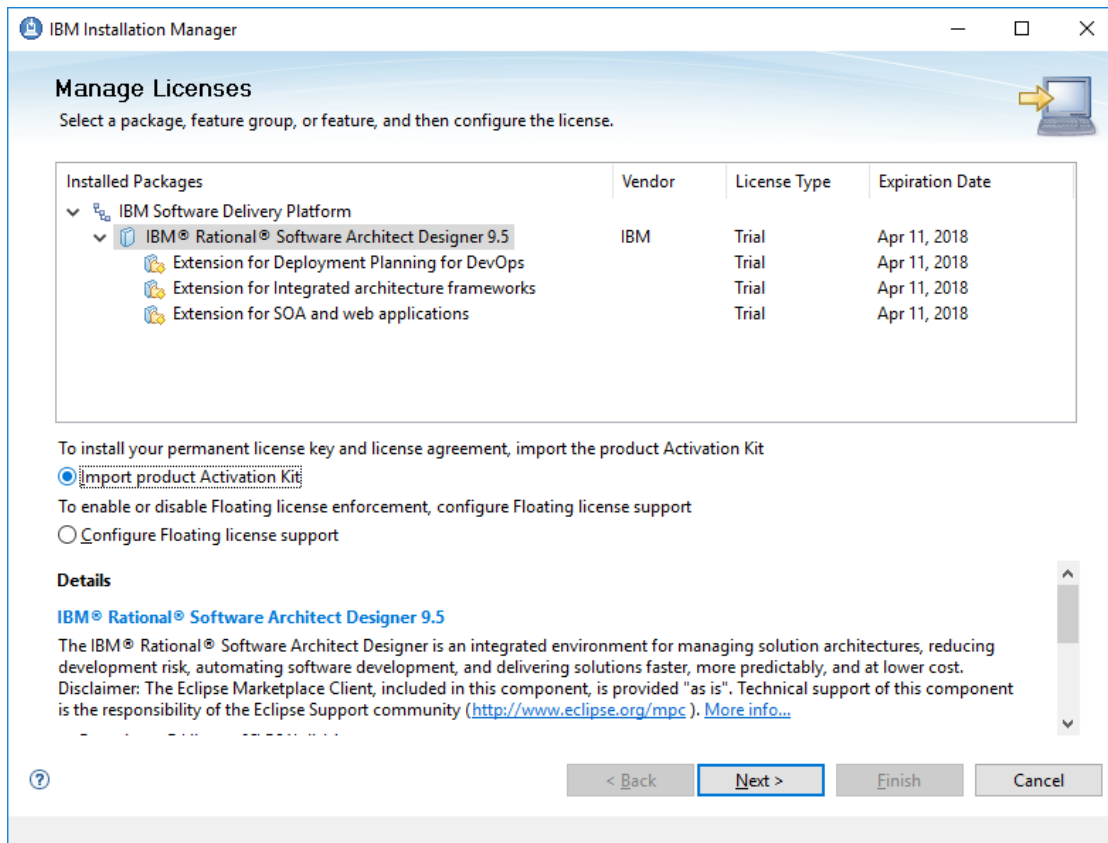 IBM Installation Manager
Manage Licenses
Select a package, feature group, or feature, and then configure the license.
Installed Packages Vendor License Type Expiration Date
IBM Software Delivery Platform
IBM® Rational® Software Architect Designer 9.5 IBM Trial Apr 11, 2018
Extension for Deployment Planning for DevOps Trial Apr 11, 2018
Extension for Integrated architecture frameworks Trial Apr 11, 2018
Extension for SOA and web applications Trial Apr 11, 2018
To install your permanent license key and license agreement, import the product Activation Kit
Import product Activation Kit
To enable or disable Floating license enforcement, configure Floating license support
Configure Floating license support
Details
IBM® Rational® Software Architect Designer 9.5
The IBM® Rational® Software Architect Designer is an integrated environment for managing solution architectures, reducing
development risk, automating software development, and delivering solutions faster, more predictably, and at lower cost.
Disclaimer: The Eclipse Marketplace Client, included in this component, is provided "as is". Technical support of this component
is the responsibility of the Eclipse Support community (http://www.eclipse.org/mpc ). More info...
? < Back Next > Finish Cancel